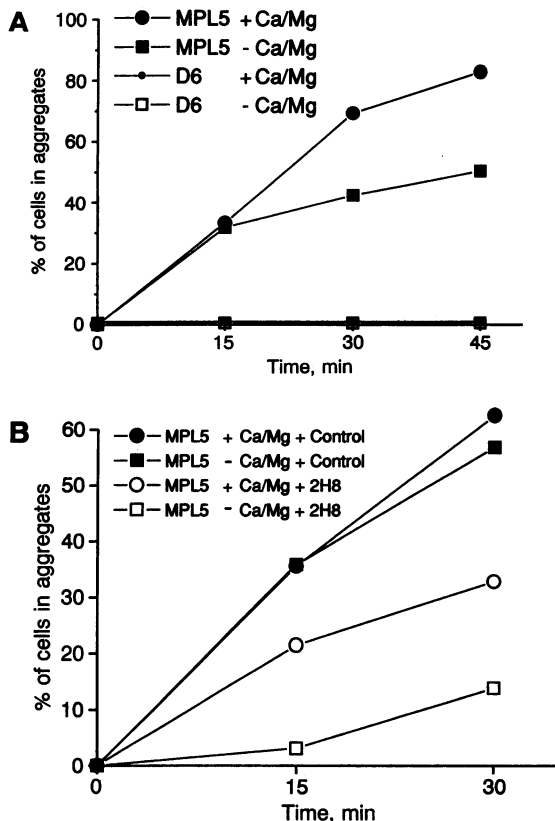 A
MPL5 + Ca/Mg
MPL5 - Ca/Mg
D6 + Ca/Mg
D6 - Ca/Mg
% of cells in aggregates
100
80
60
40
20
0
0 15 30 45
Time, min
B
MPL5 + Ca/Mg + Control
MPL5 - Ca/Mg + Control
MPL5 + Ca/Mg + 2H8
MPL5 - Ca/Mg + 2H8
% of cells in aggregates
60
50
40
30
20
10
0
0 15 30
Time, min